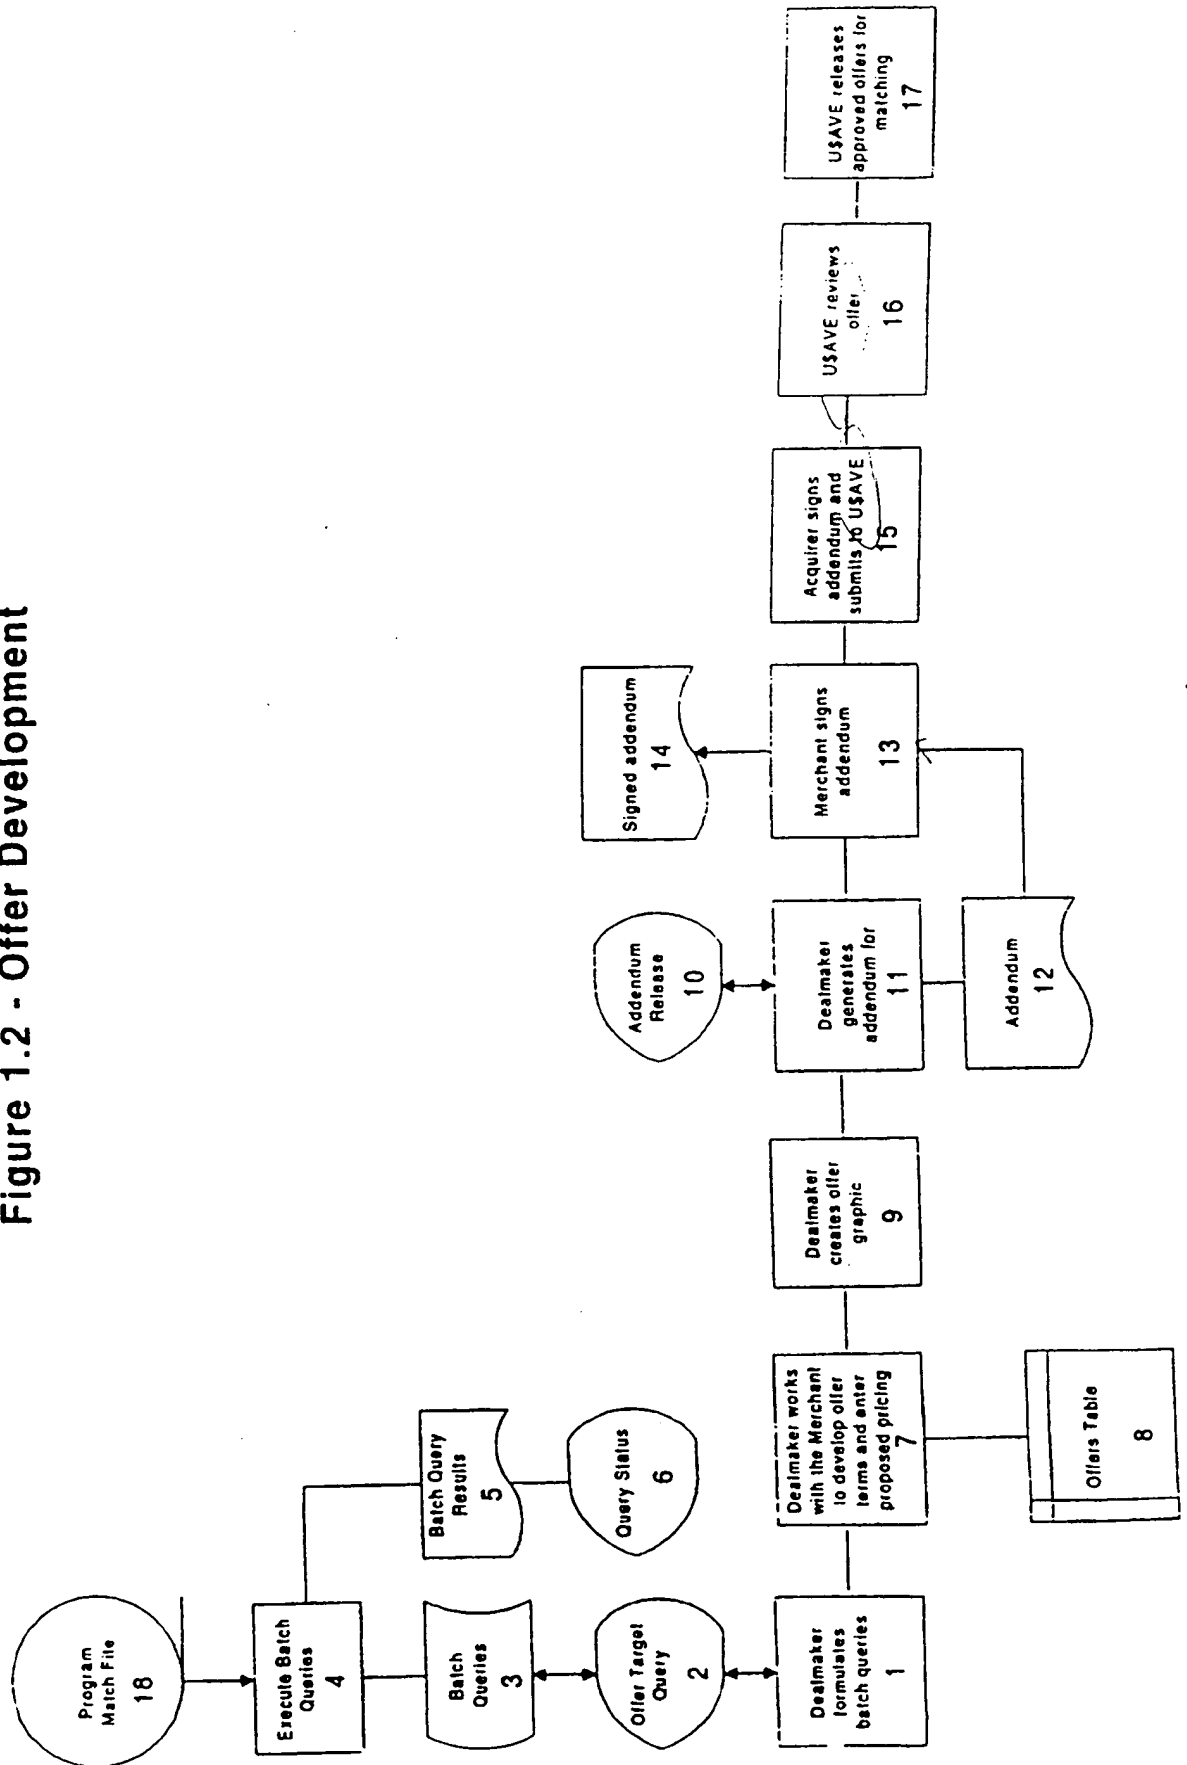 Figure 1.2 - Offer Development
Program
Match File
18
Execute Batch
Queries
4
Batch
Queries
3
Offer Target
Query
2
Dealmaker
formulates
batch queries
1
Batch Query
Results
5
Query Status
6
Dealmaker works
with the Merchant
to develop offer
terms and enter
proposed pricing
7
Offers Table
8
Dealmaker
creates offer
graphic
9
Addendum
Release
10
Dealmaker
generates
addendum for
11
Addendum
12
Signed addendum
14
Merchant signs
addendum
13
Acquirer signs
addendum and
submits to U$AVE
15
U$AVE reviews
offer
16
U$AVE releases
approved offers for
matching
17